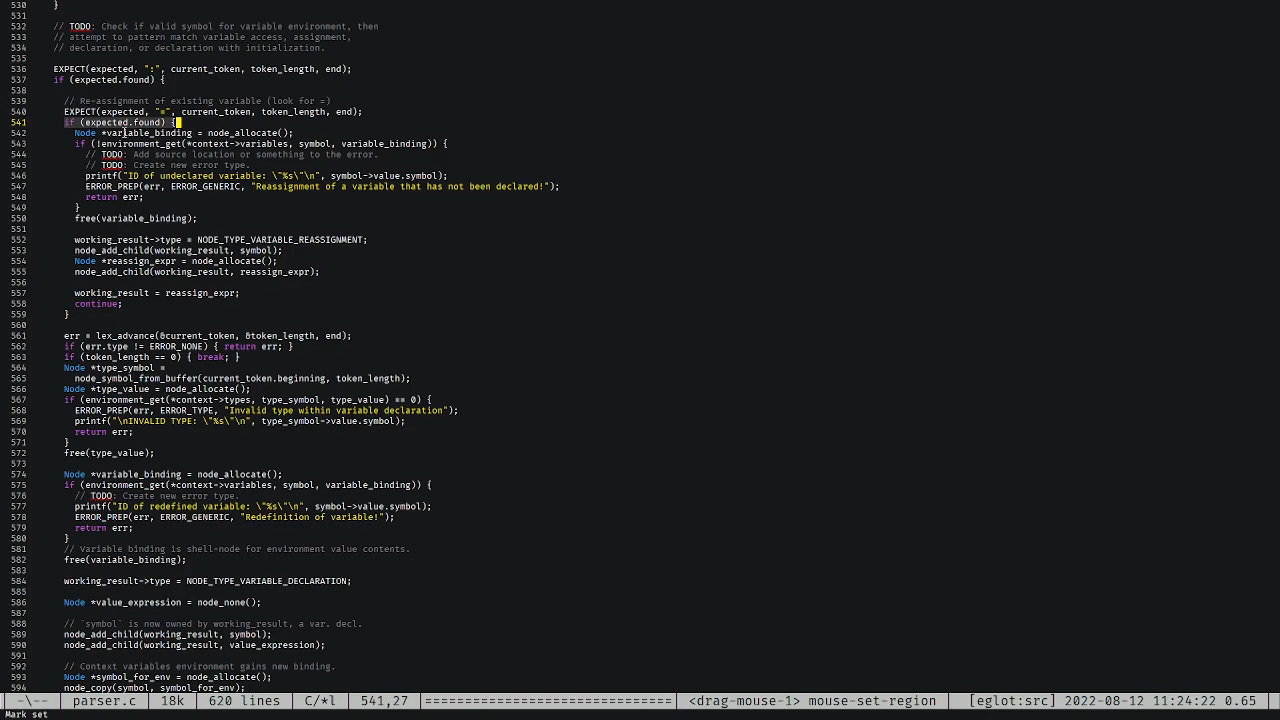 530     }
531
532     // TODO: Check if valid symbol for variable environment, then
533     // attempt to pattern match variable access, assignment,
534     // declaration, or declaration with initialization.
535
536     EXPECT(expected, ":", current_token, token_length, end);
537     if (expected.found) {
538
539       // Re-assignment of existing variable (look for =)
540       EXPECT(expected, "=", current_token, token_length, end);
541       if (expected.found) {
542         Node *variable_binding = node_allocate();
543         if (!environment_get(*context->variables, symbol, variable_binding)) {
544           // TODO: Add source location or something to the error.
545           // TODO: Create new error type.
546           printf("ID of undeclared variable: \"%s\"\n", symbol->value.symbol);
547           ERROR_PREP(err, ERROR_GENERIC, "Reassignment of a variable that has not been declared!");
548           return err;
549         }
550         free(variable_binding);
551
552         working_result->type = NODE_TYPE_VARIABLE_REASSIGNMENT;
553         node_add_child(working_result, symbol);
554         Node *reassign_expr = node_allocate();
555         node_add_child(working_result, reassign_expr);
556
557         working_result = reassign_expr;
558         continue;
559       }
560
561       err = lex_advance(&current_token, &token_length, end);
562       if (err.type != ERROR_NONE) { return err; }
563       if (token_length == 0) { break; }
564       Node *type_symbol =
565         node_symbol_from_buffer(current_token.beginning, token_length);
566       Node *type_value = node_allocate();
567       if (environment_get(*context->types, type_symbol, type_value) == 0) {
568         ERROR_PREP(err, ERROR_TYPE, "Invalid type within variable declaration");
569         printf("\nINVALID TYPE: \"%s\"\n", type_symbol->value.symbol);
570         return err;
571       }
572       free(type_value);
573
574       Node *variable_binding = node_allocate();
575       if (environment_get(*context->variables, symbol, variable_binding)) {
576         // TODO: Create new error type.
577         printf("ID of redefined variable: \"%s\"\n", symbol->value.symbol);
578         ERROR_PREP(err, ERROR_GENERIC, "Redefinition of variable!");
579         return err;
580       }
581       // Variable binding is shell-node for environment value contents.
582       free(variable_binding);
583
584       working_result->type = NODE_TYPE_VARIABLE_DECLARATION;
585
586       Node *value_expression = node_none();
587
588       // `symbol` is now owned by working_result, a var. decl.
589       node_add_child(working_result, symbol);
590       node_add_child(working_result, value_expression);
591
592       // Context variables environment gains new binding.
593       Node *symbol_for_env = node_allocate();
594       node_copy(symbol, symbol_for_env);
-\-- parser.c 18k 620 lines C/*l 541,27 <drag-mouse-1> mouse-set-region [eglot:src] 2022-08-12 11:24:22 0.65
Mark set